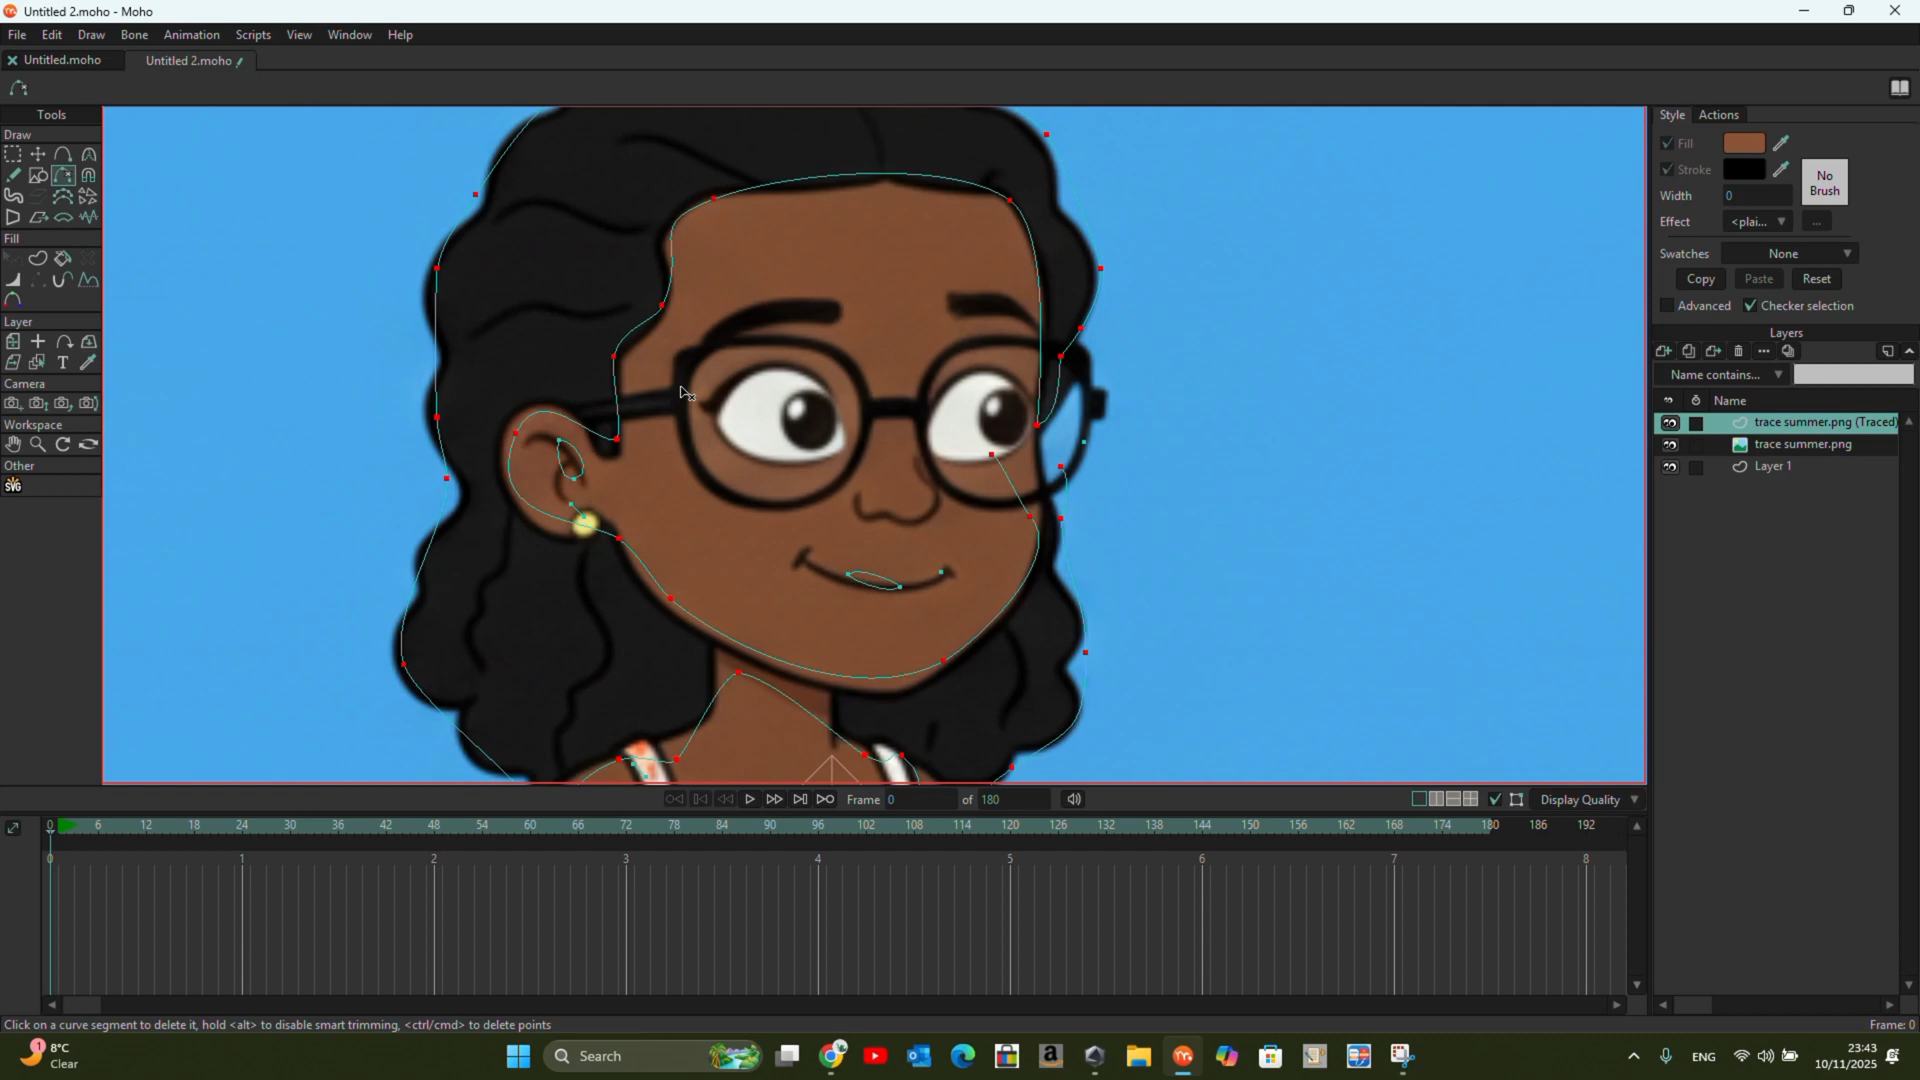 Untitled 2.moho - Moho
File Edit Draw Bone Animation Scripts View Window Help
Untitled.moho Untitled 2.moho
Tools
Draw
Fill
Layer
Camera
Workspace
Other
SVG
Style Actions
Fill
Stroke
No Brush
Width 0
Effect <plai... ...
Swatches None
Copy Paste Reset
Advanced Checker selection
Layers
Name contains...
Name
trace summer.png (Traced)
trace summer.png
Layer 1
Frame 0 of 180
Display Quality
0 6 12 18 24 30 36 42 48 54 60 66 72 78 84 90 96 102 108 114 120 126 132 138 144 150 156 162 168 174 180 186 192
0 1 2 3 4 5 6 7 8
Click on a curve segment to delete it, hold <alt> to disable smart trimming, <ctrl/cmd> to delete points
Frame: 0
1
8°C
Clear
Search
ENG
23:43
10/11/2025